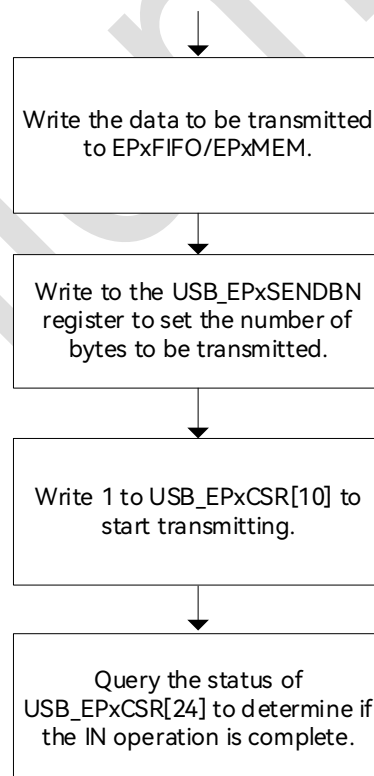 Write the data to be transmitted
to EPxFIFO/EPxMEM.
Write to the USB_EPxSENDBN
register to set the number of
bytes to be transmitted.
Write 1 to USB_EPxCSR[10] to
start transmitting.
Query the status of
USB_EPxCSR[24] to determine if
the IN operation is complete.